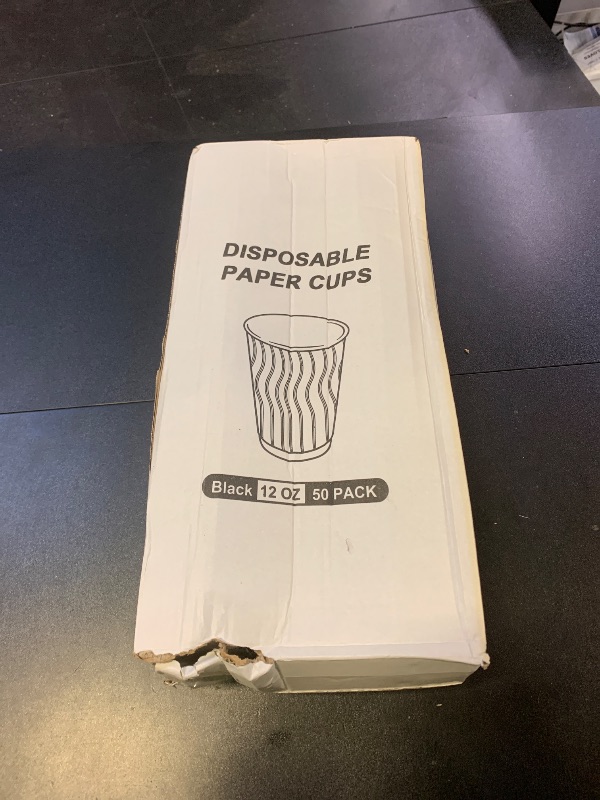 DISPOSABLE
PAPER CUPS
Black 12 OZ 50 PACK